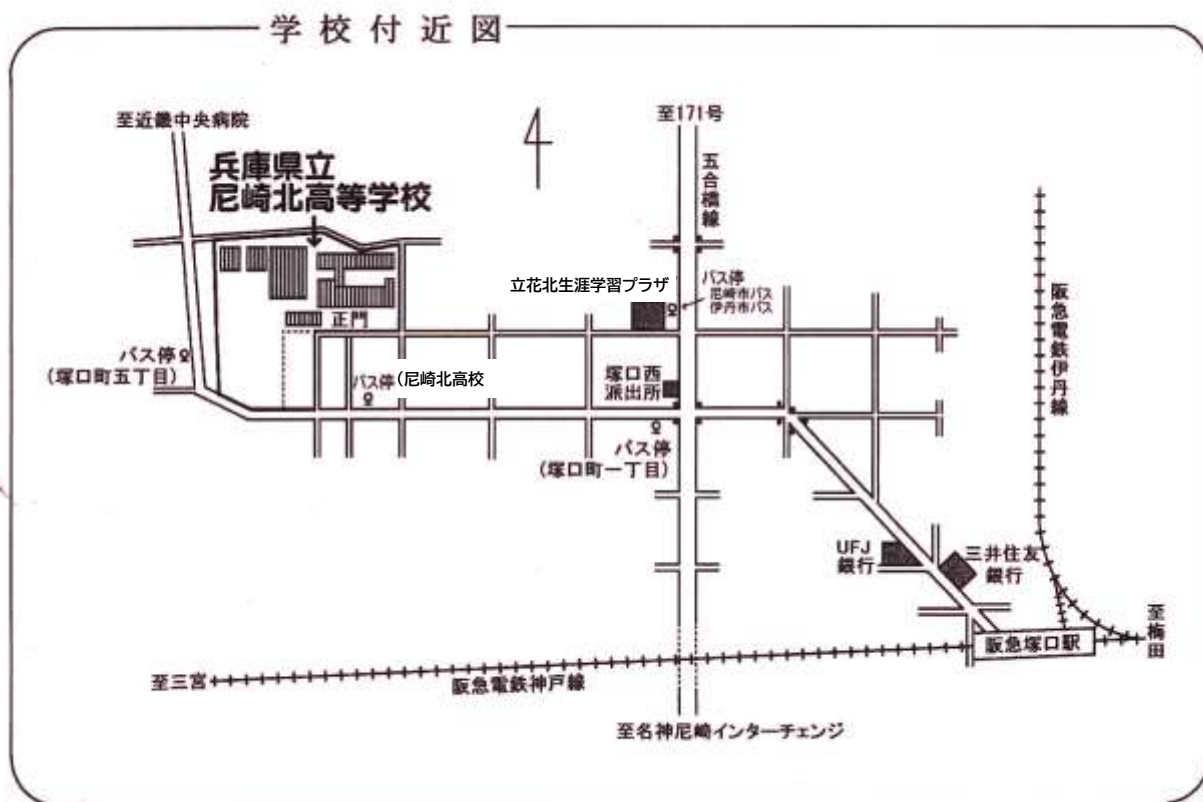 学校付近図
至近畿中央病院
至171号
兵庫県立
尼崎北高等学校
五合橋線
立花北生涯学習プラザ
バス停
尼崎市バス
伊丹市バス
阪急電鉄伊丹線
正門
バス停
(塚口町五丁目)
バス停(尼崎北高校
塚口西
派出所
バス停
(塚口町一丁目)
UFJ
銀行
三井住友
銀行
至梅田
阪急塚口駅
至三宮
阪急電鉄神戸線
至名神尼崎インターチェンジ